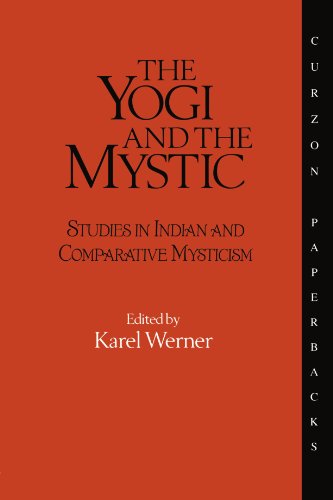 THE
YOGI
AND THE
MYSTIC
STUDIES IN INDIAN AND
COMPARATIVE MYSTICISM
Edited by
Karel Werner
CURZON PAPERBACKS